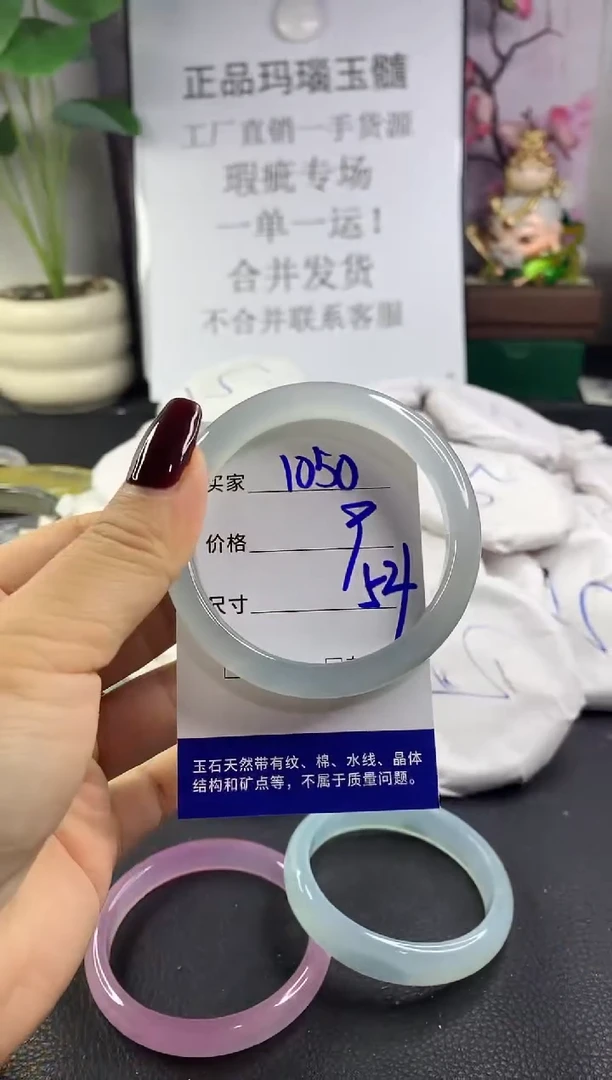 正品玛瑙玉髓
工厂直销一手货源
瑕疵专场
一单一运!
合并发货
不合并联系客服
买家 1050
价格
尺寸 54
玉石天然带有纹、棉、水线、晶体
结构和矿点等，不属于质量问题。